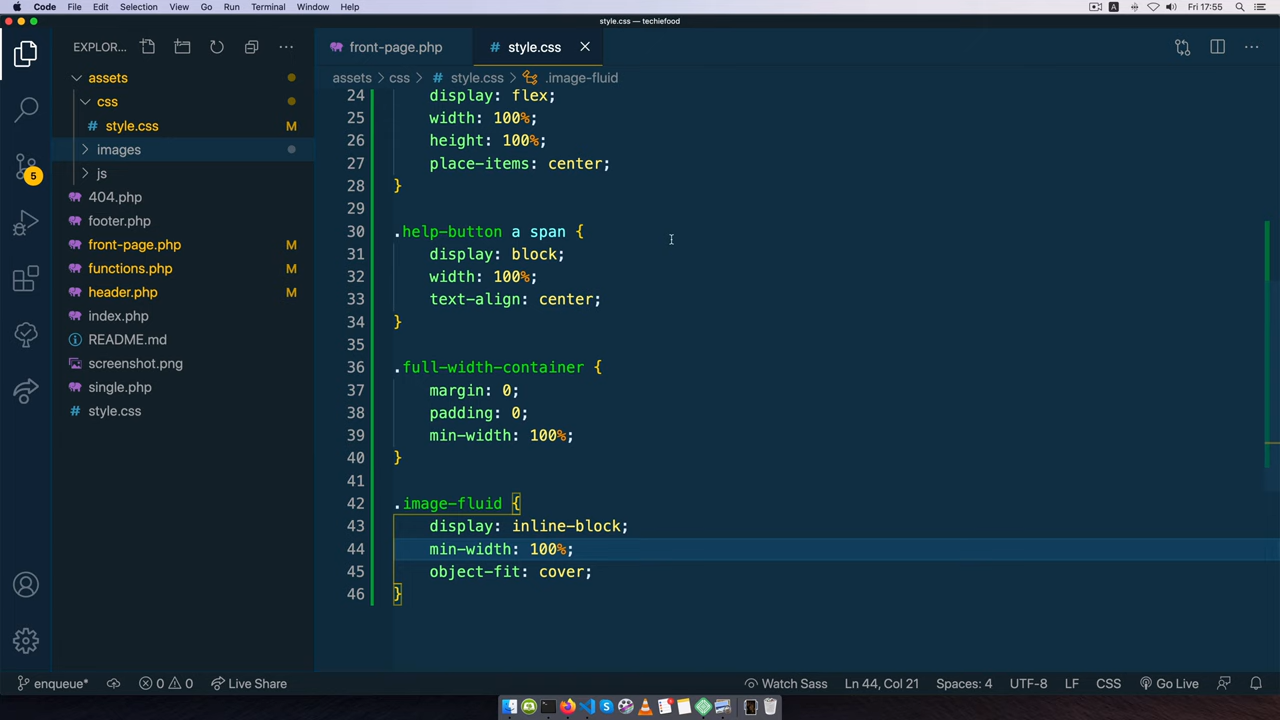 Code File Edit Selection View Go Run Terminal Window Help
A
Fri 17:55
style.css — techiefood
EXPLOR...
front-page.php
# style.css
assets > css > # style.css > .image-fluid
assets
css
# style.css M
images
js
404.php
footer.php
front-page.php M
functions.php M
header.php M
index.php
README.md
screenshot.png
single.php
# style.css
5
24 display: flex;
25 width: 100%;
26 height: 100%;
27 place-items: center;
28 }
29
30 .help-button a span {
31 display: block;
32 width: 100%;
33 text-align: center;
34 }
35
36 .full-width-container {
37 margin: 0;
38 padding: 0;
39 min-width: 100%;
40 }
41
42 .image-fluid {
43 display: inline-block;
44 min-width: 100%;
45 object-fit: cover;
46 }
enqueue* 0 0 Live Share
Watch Sass Ln 44, Col 21 Spaces: 4 UTF-8 LF CSS Go Live